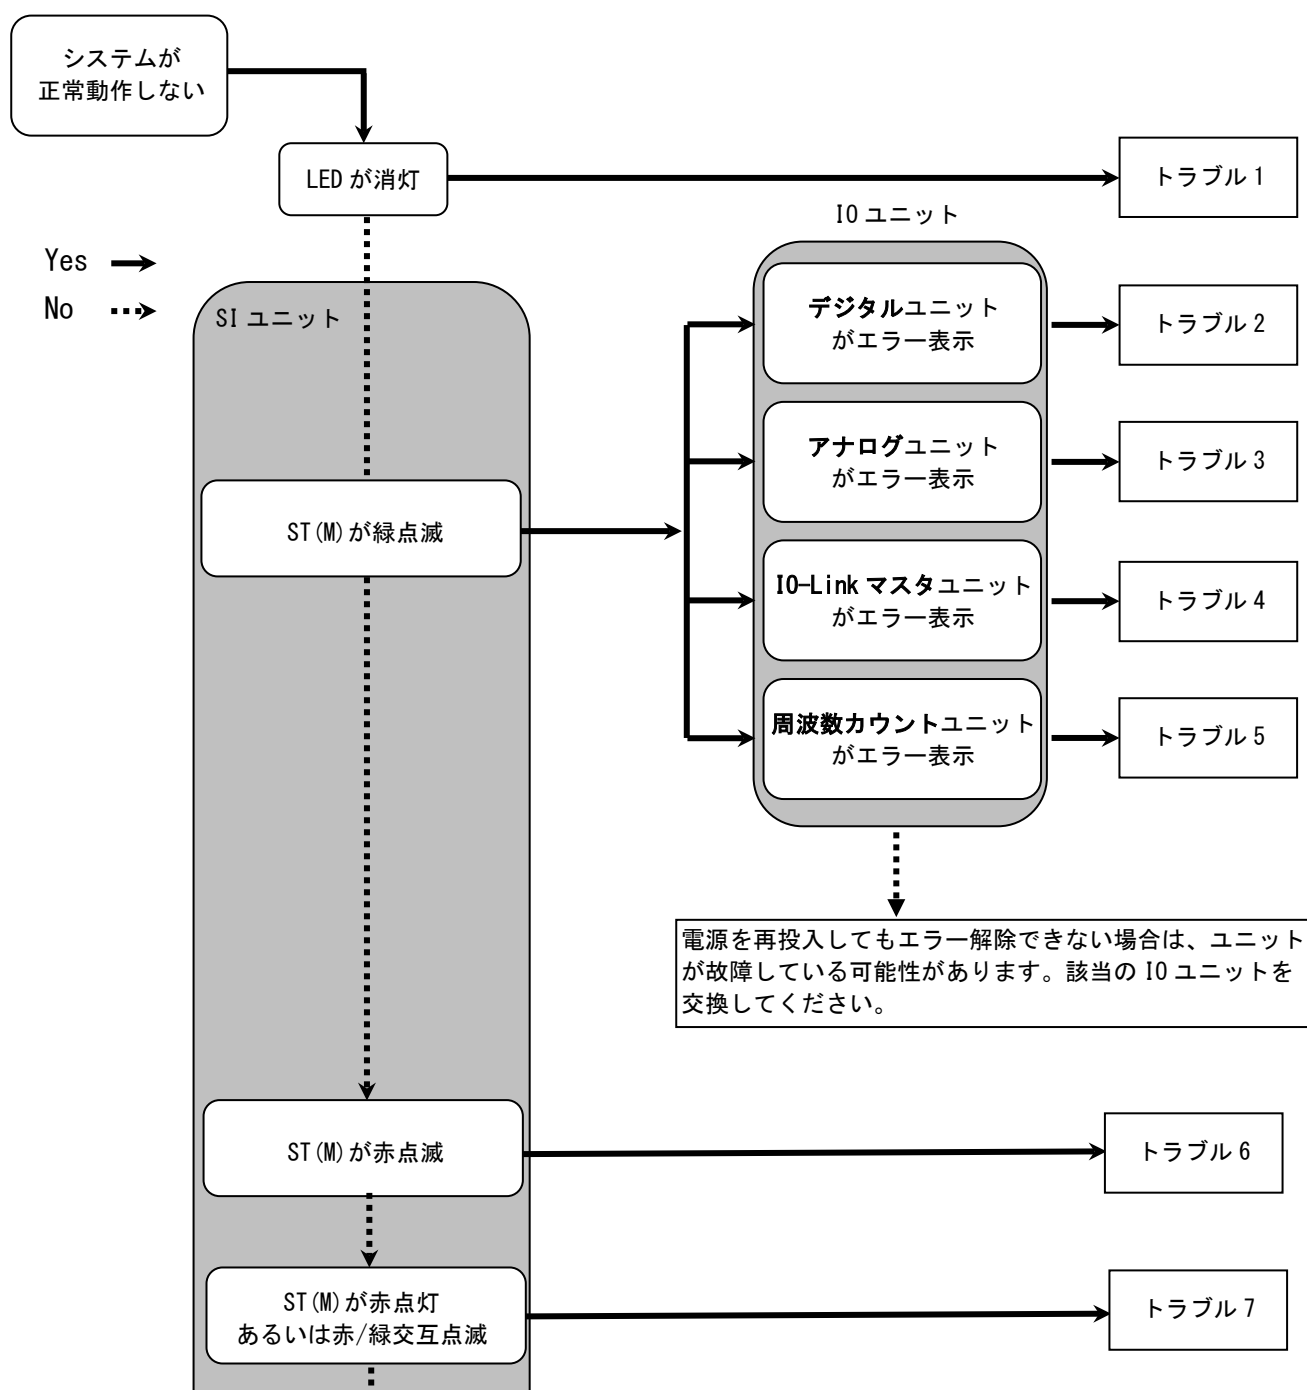 システムが
正常動作しない
LED が消灯
トラブル 1
IO ユニット
Yes
No
SI ユニット
デジタルユニット
がエラー表示
トラブル 2
アナログユニット
がエラー表示
トラブル 3
ST(M)が緑点滅
IO-Link マスタユニット
がエラー表示
トラブル 4
周波数カウントユニット
がエラー表示
トラブル 5
電源を再投入してもエラー解除できない場合は、ユニット
が故障している可能性があります。該当の IO ユニットを
交換してください。
ST(M)が赤点滅
トラブル 6
ST(M)が赤点灯
あるいは赤/緑交互点滅
トラブル 7